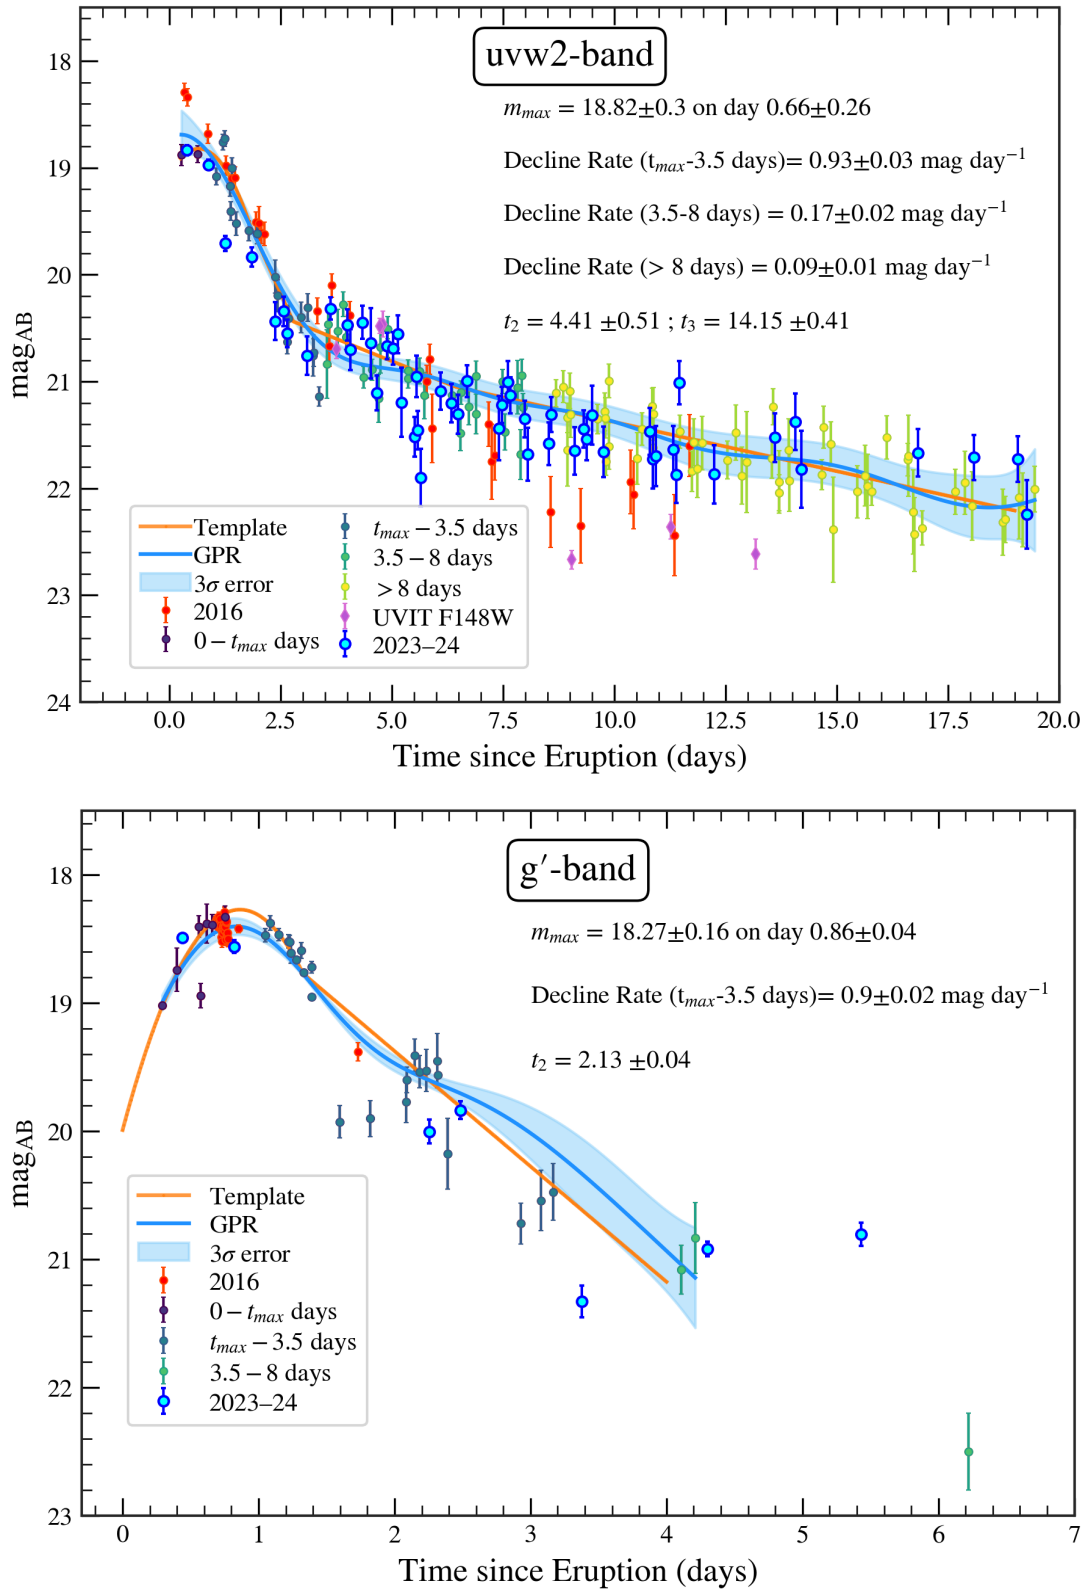 uvw2-band
m_max = 18.82±0.3 on day 0.66±0.26
Decline Rate (t_max-3.5 days)= 0.93±0.03 mag day⁻¹
Decline Rate (3.5-8 days) = 0.17±0.02 mag day⁻¹
Decline Rate (> 8 days) = 0.09±0.01 mag day⁻¹
t₂ = 4.41 ±0.51 ; t₃ = 14.15 ±0.41
18
19
20
21
22
23
24
mag_AB
Template
GPR
3σ error
2016
0 − t_max days
t_max − 3.5 days
3.5 − 8 days
> 8 days
UVIT F148W
2023–24
0.0 2.5 5.0 7.5 10.0 12.5 15.0 17.5 20.0
Time since Eruption (days)
g′-band
m_max = 18.27±0.16 on day 0.86±0.04
Decline Rate (t_max-3.5 days)= 0.9±0.02 mag day⁻¹
t₂ = 2.13 ±0.04
18
19
20
21
22
23
mag_AB
Template
GPR
3σ error
2016
0 − t_max days
t_max − 3.5 days
3.5 − 8 days
2023–24
0 1 2 3 4 5 6 7
Time since Eruption (days)